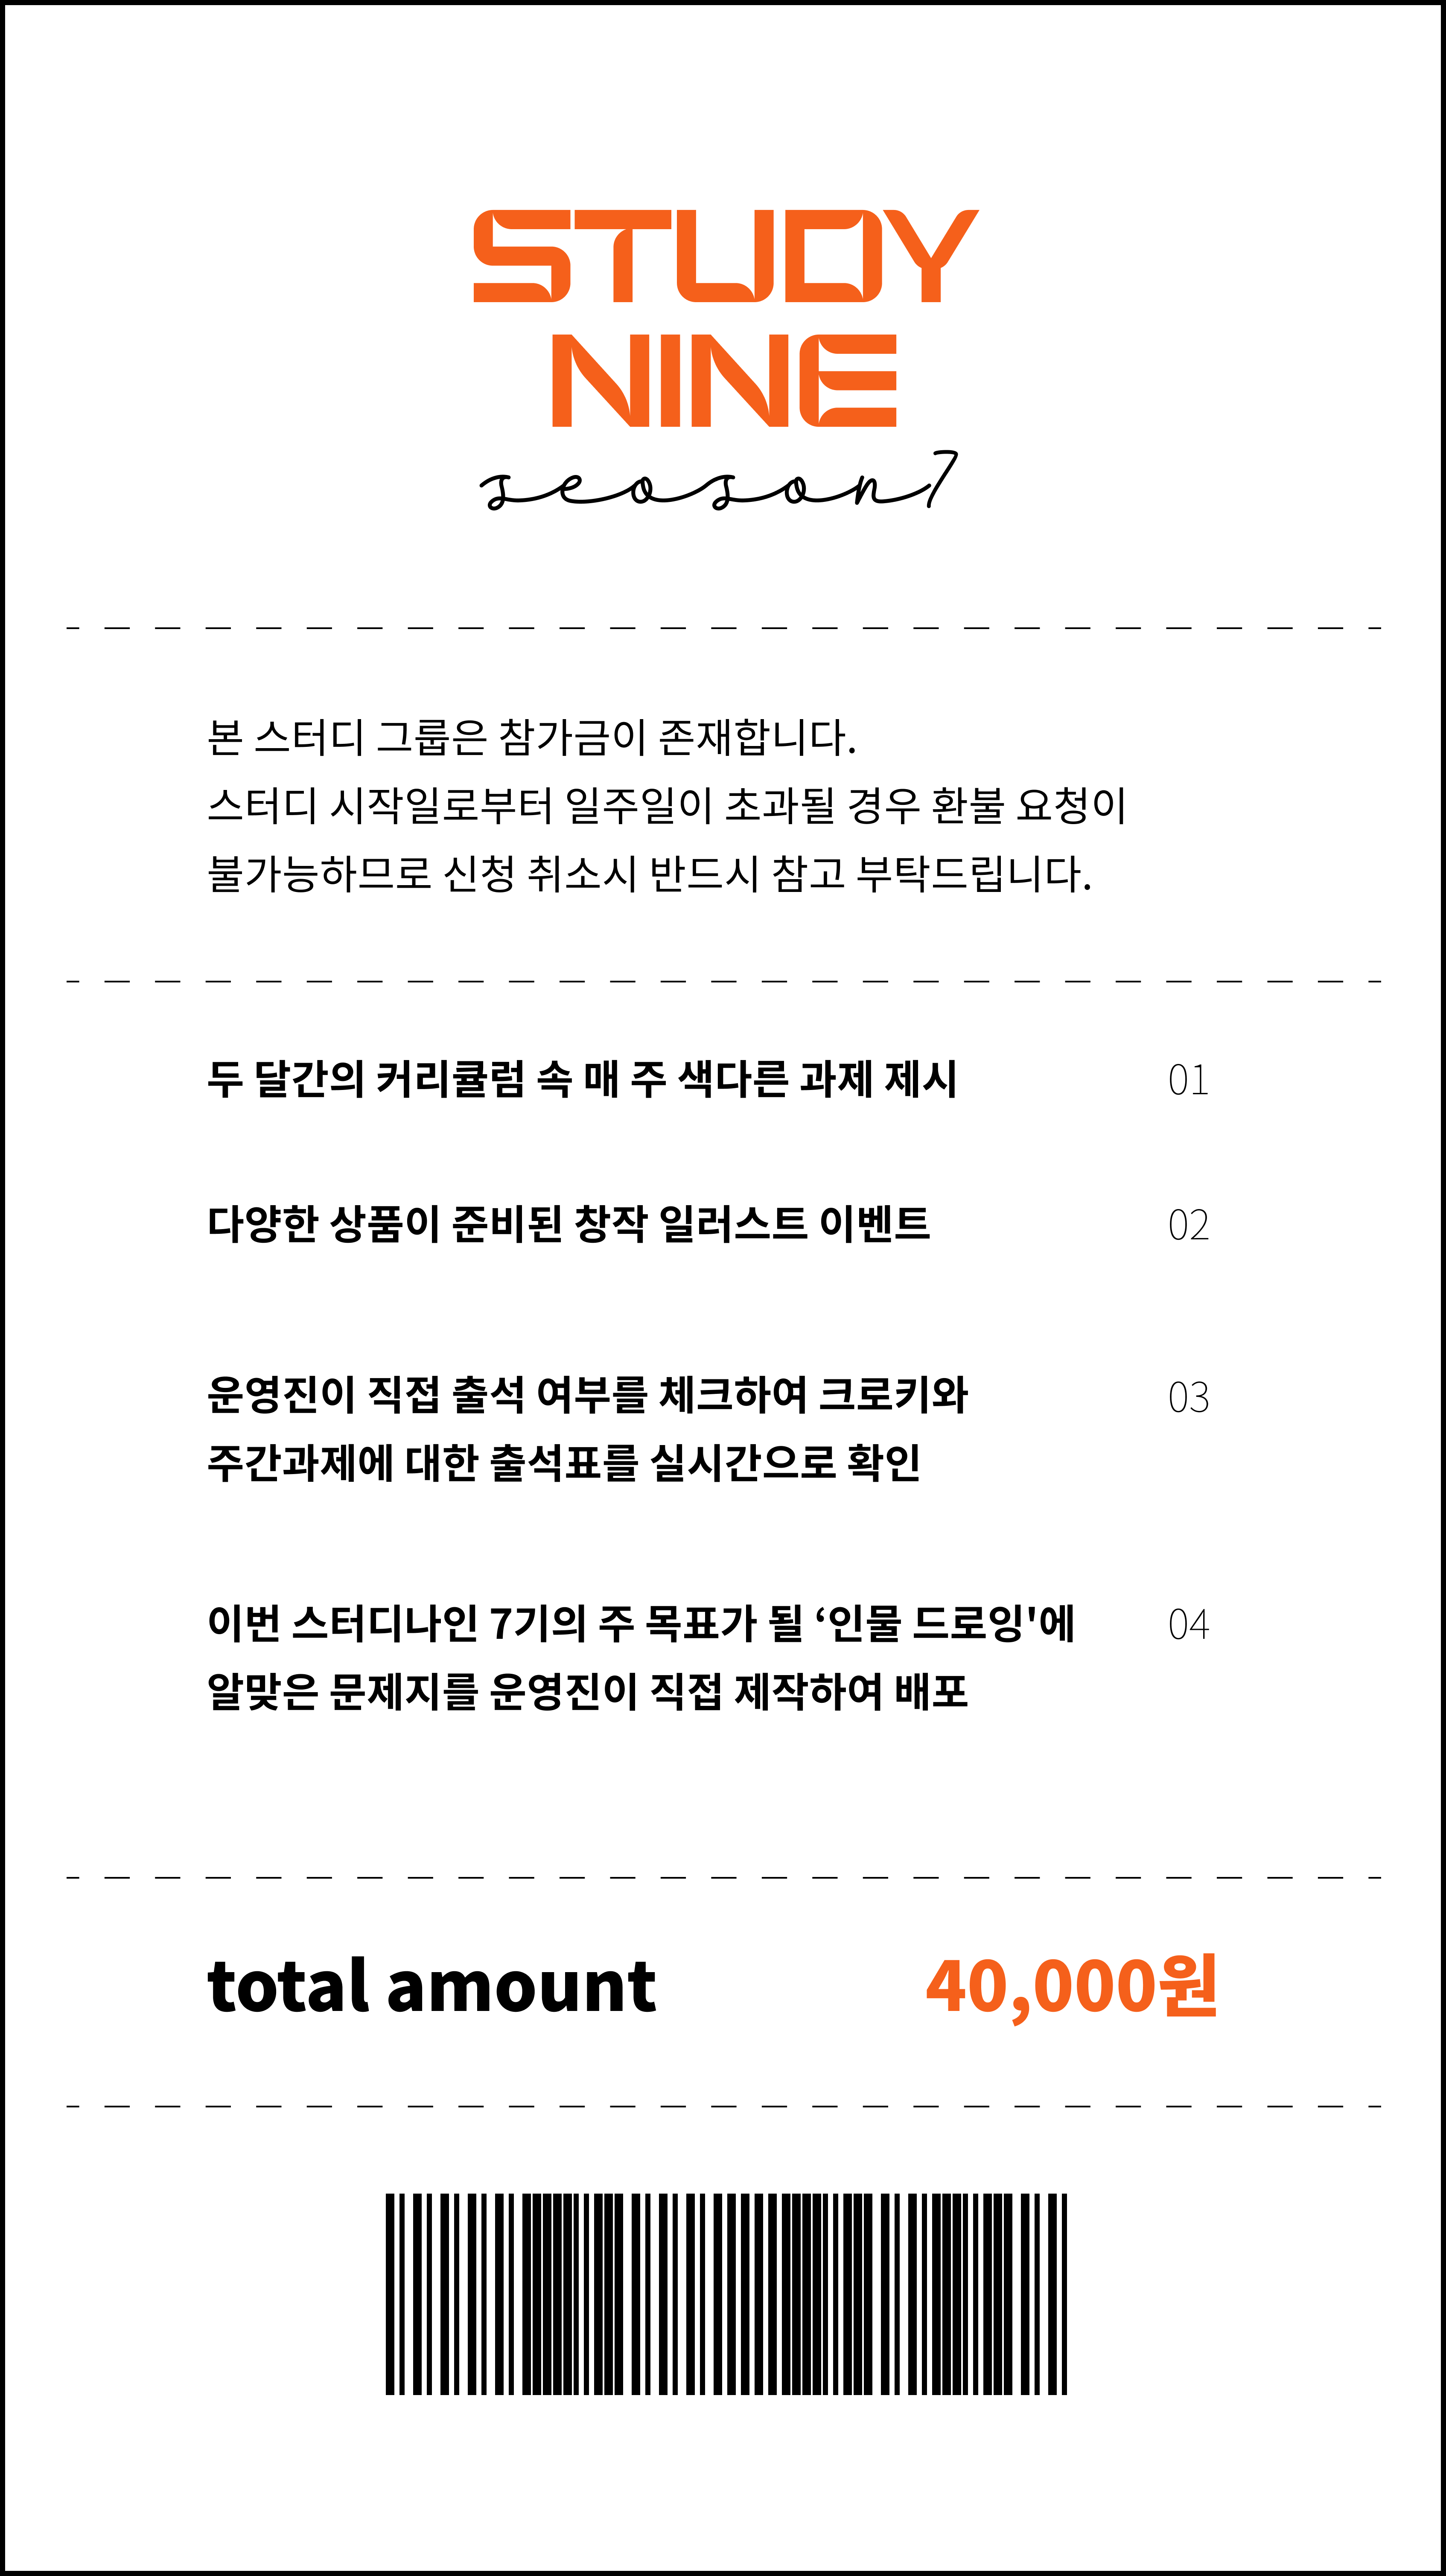 STUDY
NINE
season7
본 스터디 그룹은 참가금이 존재합니다.
스터디 시작일로부터 일주일이 초과될 경우 환불 요청이
불가능하므로 신청 취소시 반드시 참고 부탁드립니다.
두 달간의 커리큘럼 속 매 주 색다른 과제 제시 01
다양한 상품이 준비된 창작 일러스트 이벤트 02
운영진이 직접 출석 여부를 체크하여 크로키와 03
주간과제에 대한 출석표를 실시간으로 확인
이번 스터디나인 7기의 주 목표가 될 ‘인물 드로잉'에 04
알맞은 문제지를 운영진이 직접 제작하여 배포
total amount 40,000원